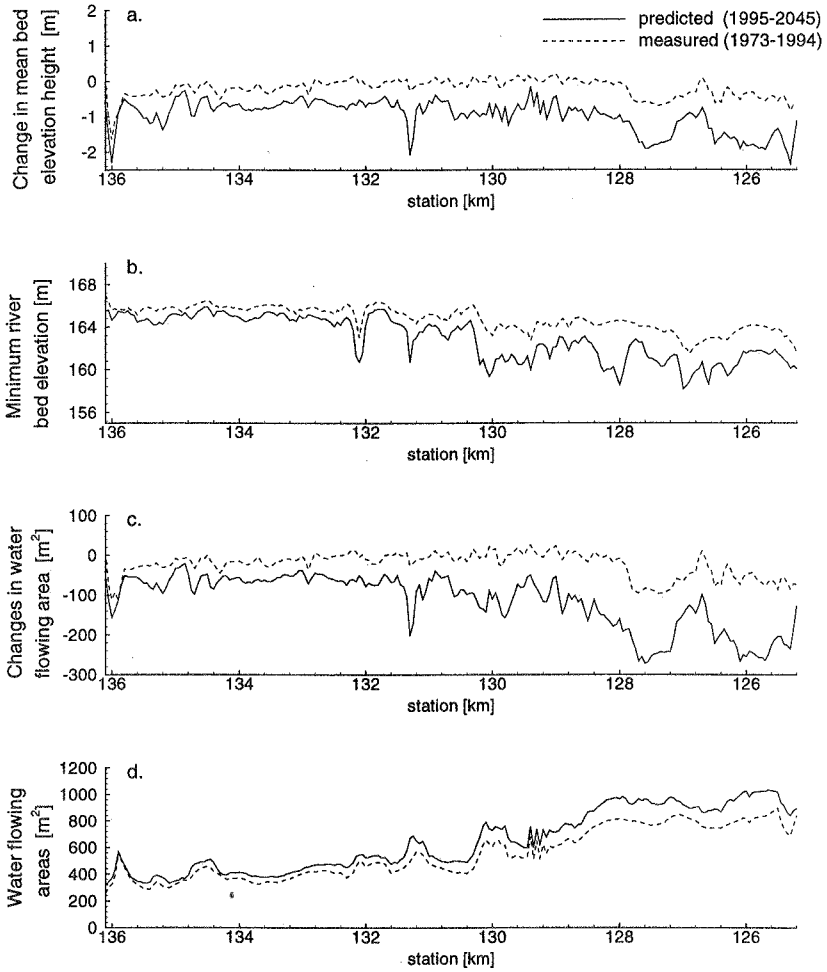 a.
predicted (1995-2045)
measured (1973-1994)
Change in mean bed
elevation height [m]
2
1
0
-1
-2
136 134 132 130 128 126
station [km]
b.
Minimum river
bed elevation [m]
168
164
160
156
136 134 132 130 128 126
station [km]
c.
Changes in water
flowing area [m²]
100
0
-100
-200
-300
136 134 132 130 128 126
station [km]
d.
Water flowing
areas [m²]
1200
1000
800
600
400
200
0
136 134 132 130 128 126
station [km]